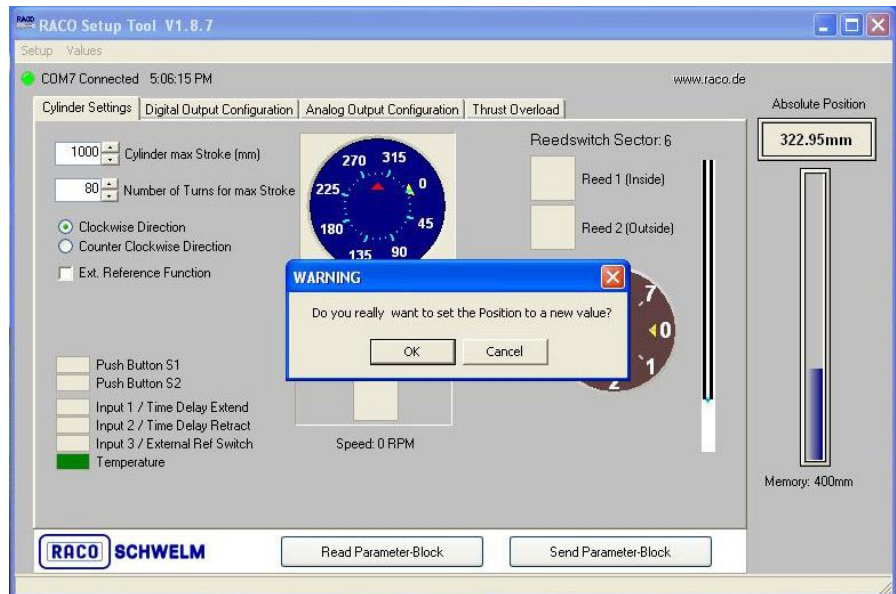 RACO Setup Tool V1.8.7
Setup Values
COM7 Connected 5:06:15 PM
www.raco.de
Cylinder Settings
Digital Output Configuration
Analog Output Configuration
Thrust Overload
Absolute Position
322.95mm
1000
Cylinder max Stroke (mm)
80
Number of Turns for max Stroke
Clockwise Direction
Counter Clockwise Direction
Ext. Reference Function
270 315
225 0
180 45
135 90
Reedswitch Sector: 6
Reed 1 (Inside)
Reed 2 (Outside)
7
0
1
2
WARNING
Do you really want to set the Position to a new value?
OK
Cancel
Push Button S1
Push Button S2
Input 1 / Time Delay Extend
Input 2 / Time Delay Retract
Input 3 / External Ref Switch
Temperature
Speed: 0 RPM
Memory: 400mm
RACO SCHWELM
Read Parameter-Block
Send Parameter-Block